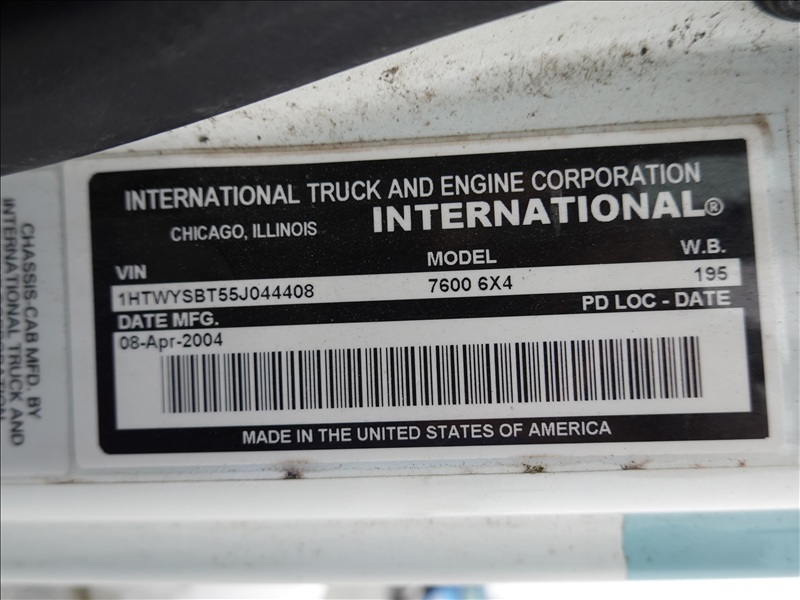 INTERNATIONAL TRUCK AND ENGINE CORPORATION
CHICAGO, ILLINOIS INTERNATIONAL®
VIN MODEL W.B.
1HTWYSBT55J044408 7600 6X4 195
DATE MFG. PD LOC - DATE
08-Apr-2004
MADE IN THE UNITED STATES OF AMERICA
CHASSIS-CAB MFD. BY
INTERNATIONAL TRUCK AND